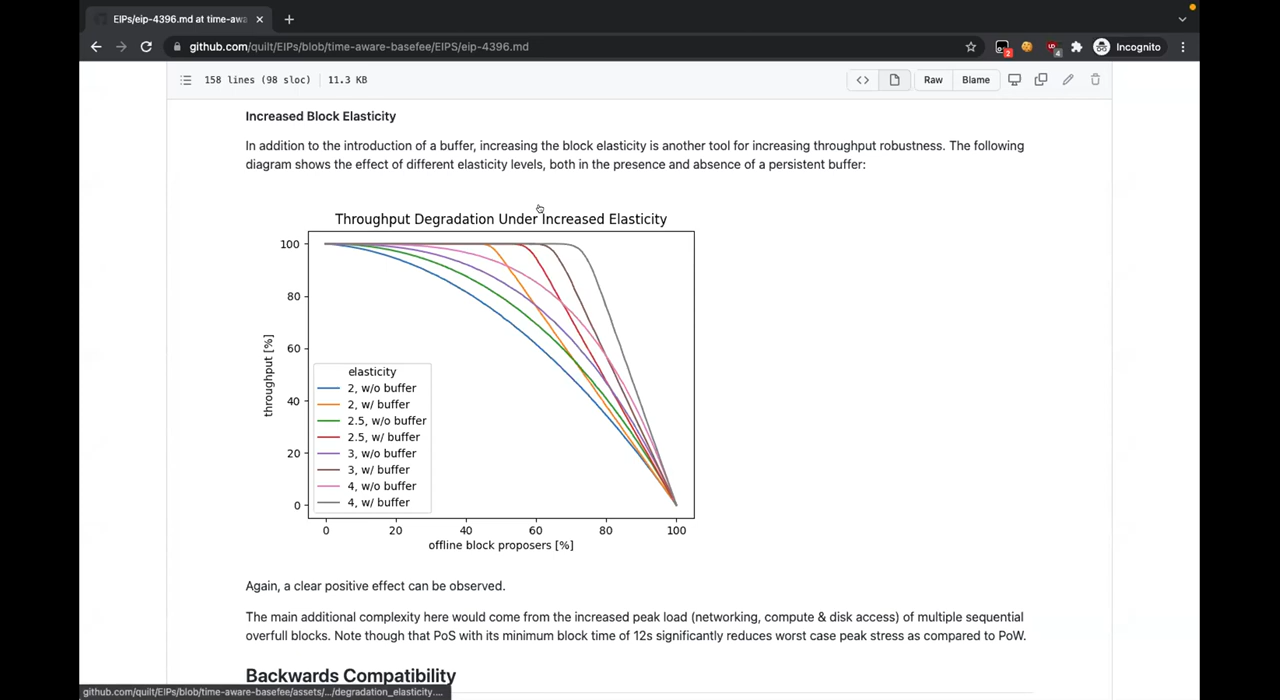 EIPs/eip-4396.md at time-awa
github.com/quilt/EIPs/blob/time-aware-basefee/EIPS/eip-4396.md
2
4
Incognito
158 lines (98 sloc)
11.3 KB
Raw
Blame
Increased Block Elasticity
In addition to the introduction of a buffer, increasing the block elasticity is another tool for increasing throughput robustness. The following
diagram shows the effect of different elasticity levels, both in the presence and absence of a persistent buffer:
Throughput Degradation Under Increased Elasticity
100
80
60
40
20
0
throughput [%]
elasticity
2, w/o buffer
2, w/ buffer
2.5, w/o buffer
2.5, w/ buffer
3, w/o buffer
3, w/ buffer
4, w/o buffer
4, w/ buffer
0 20 40 60 80 100
offline block proposers [%]
Again, a clear positive effect can be observed.
The main additional complexity here would come from the increased peak load (networking, compute & disk access) of multiple sequential
overfull blocks. Note though that PoS with its minimum block time of 12s significantly reduces worst case peak stress as compared to PoW.
Backwards Compatibility
github.com/quilt/EIPs/blob/time-aware-basefee/assets/.../degradation_elasticity....